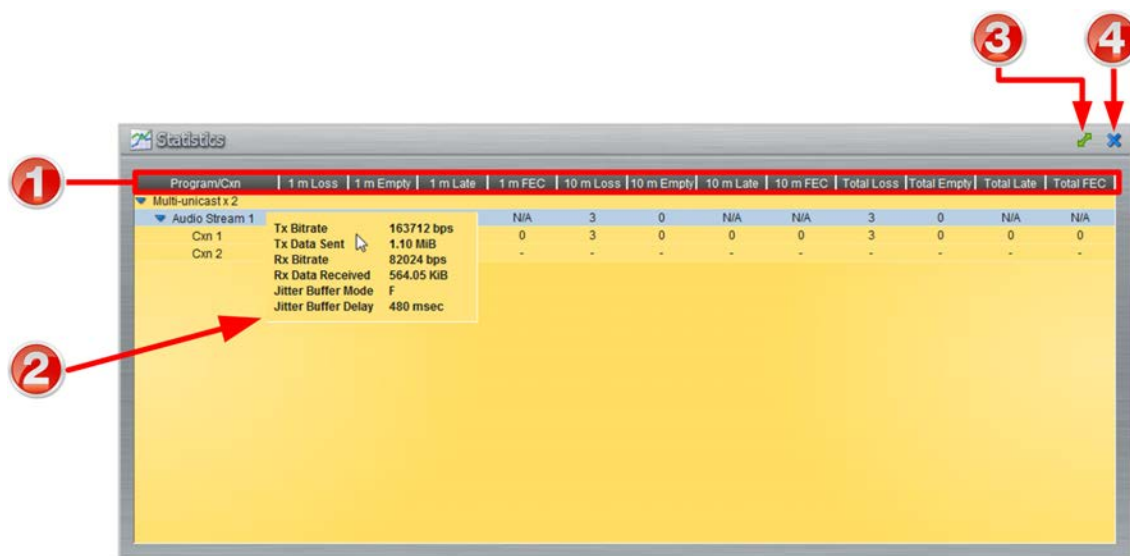 3 4
Statistics
1
Program/Cxn 1 m Loss 1 m Empty 1 m Late 1 m FEC 10 m Loss 10 m Empty 10 m Late 10 m FEC Total Loss Total Empty Total Late Total FEC
Multi-unicast x 2
Audio Stream 1 N/A 3 0 N/A N/A 3 0 N/A N/A
Cxn 1 0 3 0 0 0 3 0 0 0
Cxn 2 - - - - - - - - -
Tx Bitrate 163712 bps
Tx Data Sent 1.10 MiB
Rx Bitrate 82024 bps
Rx Data Received 564.05 KiB
Jitter Buffer Mode F
Jitter Buffer Delay 480 msec
2